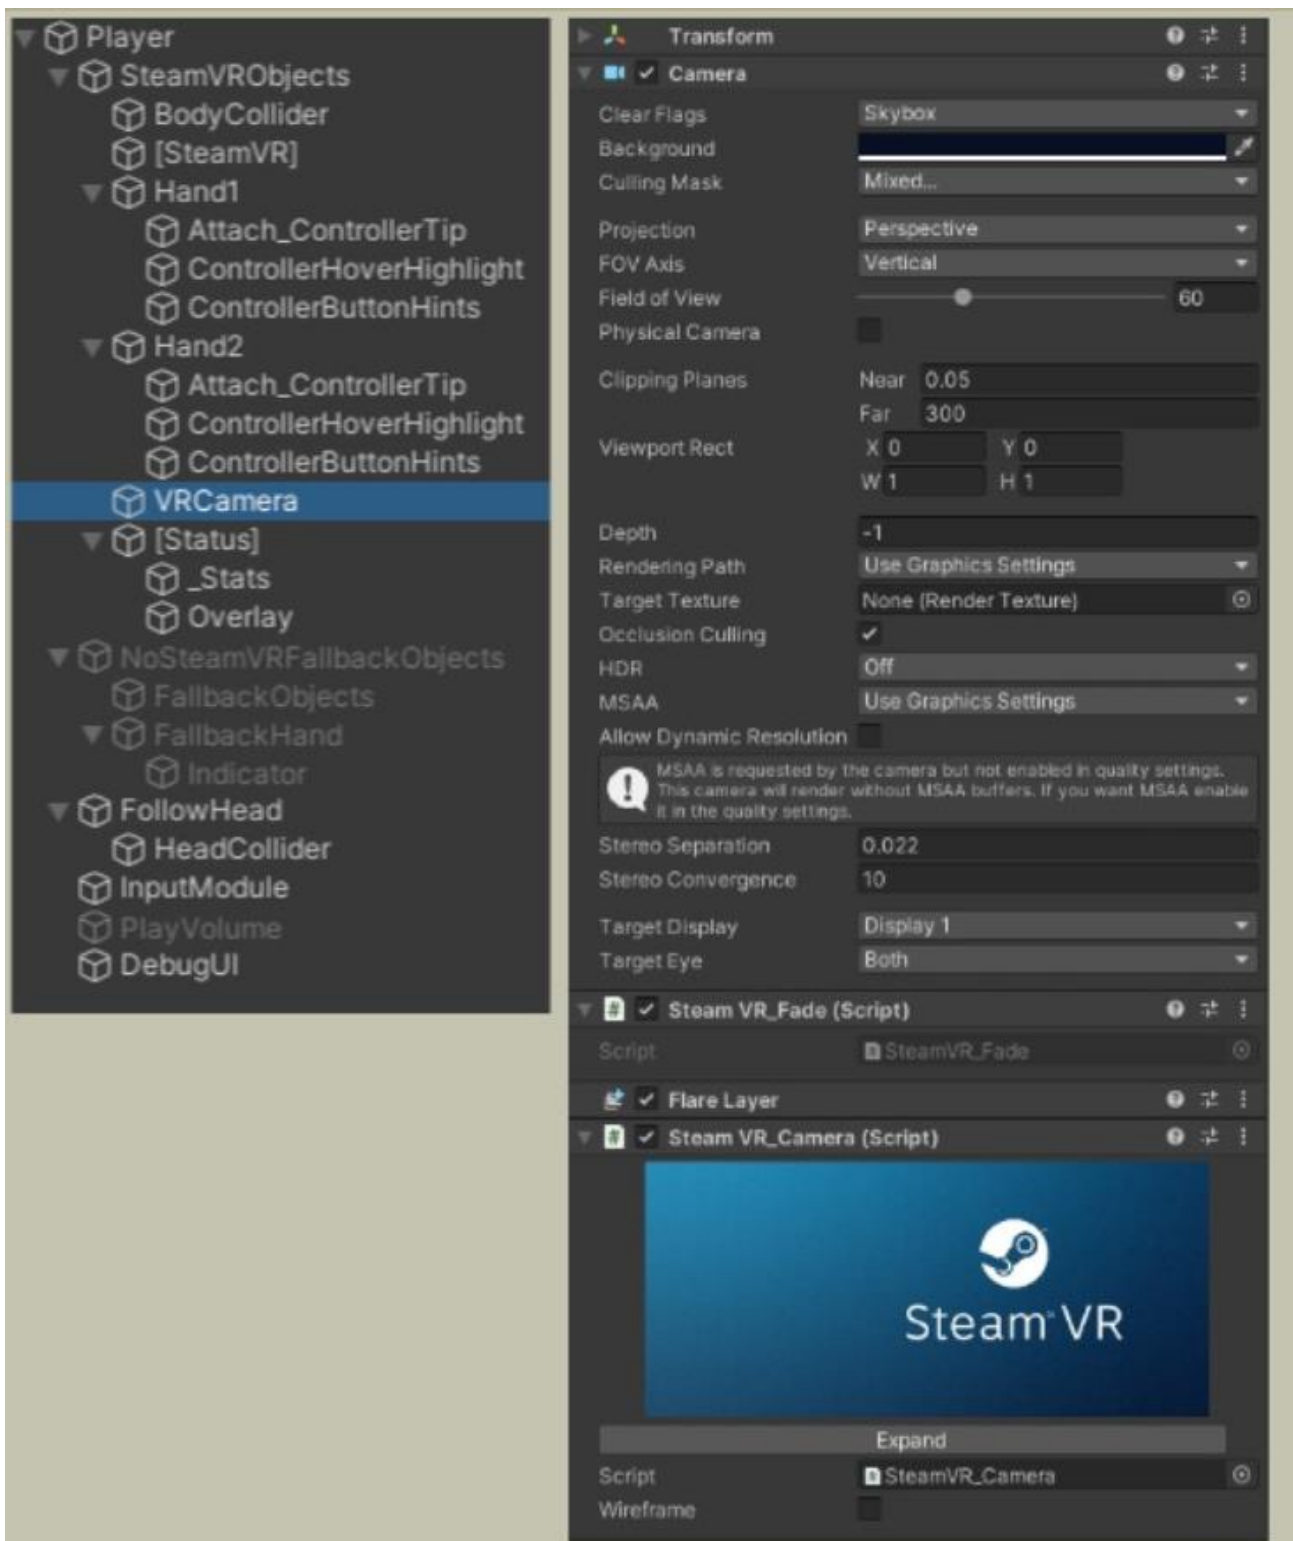 Player
SteamVRObjects
BodyCollider
[SteamVR]
Hand1
Attach_ControllerTip
ControllerHoverHighlight
ControllerButtonHints
Hand2
Attach_ControllerTip
ControllerHoverHighlight
ControllerButtonHints
VRCamera
[Status]
_Stats
Overlay
NoSteamVRFallbackObjects
FallbackObjects
FallbackHand
Indicator
FollowHead
HeadCollider
InputModule
PlayVolume
DebugUI
Transform
Camera
Clear Flags Skybox
Background
Culling Mask Mixed...
Projection Perspective
FOV Axis Vertical
Field of View 60
Physical Camera
Clipping Planes Near 0.05
Far 300
Viewport Rect X 0 Y 0
W 1 H 1
Depth -1
Rendering Path Use Graphics Settings
Target Texture None (Render Texture)
Occlusion Culling
HDR Off
MSAA Use Graphics Settings
Allow Dynamic Resolution
MSAA is requested by the camera but not enabled in quality settings.
This camera will render without MSAA buffers. If you want MSAA enable
it in the quality settings.
Stereo Separation 0.022
Stereo Convergence 10
Target Display Display 1
Target Eye Both
Steam VR_Fade (Script)
Script SteamVR_Fade
Flare Layer
Steam VR_Camera (Script)
Steam VR
Expand
Script SteamVR_Camera
Wireframe